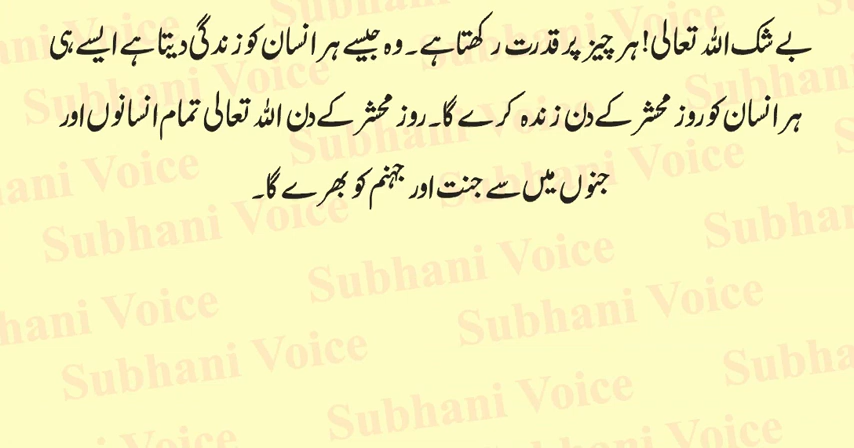 بے شک اللہ تعالی! ہر چیز پر قدرت رکھتا ہے۔ وہ جیسے ہر انسان کو زندگی دیتا ہے ایسے ہی
ہر انسان کو روز محشر کے دن زندہ کرے گا۔ روز محشر کے دن اللہ تعالی تمام انسانوں اور
جنوں میں سے جنت اور جہنم کو بھرے گا۔
Subhani Voice